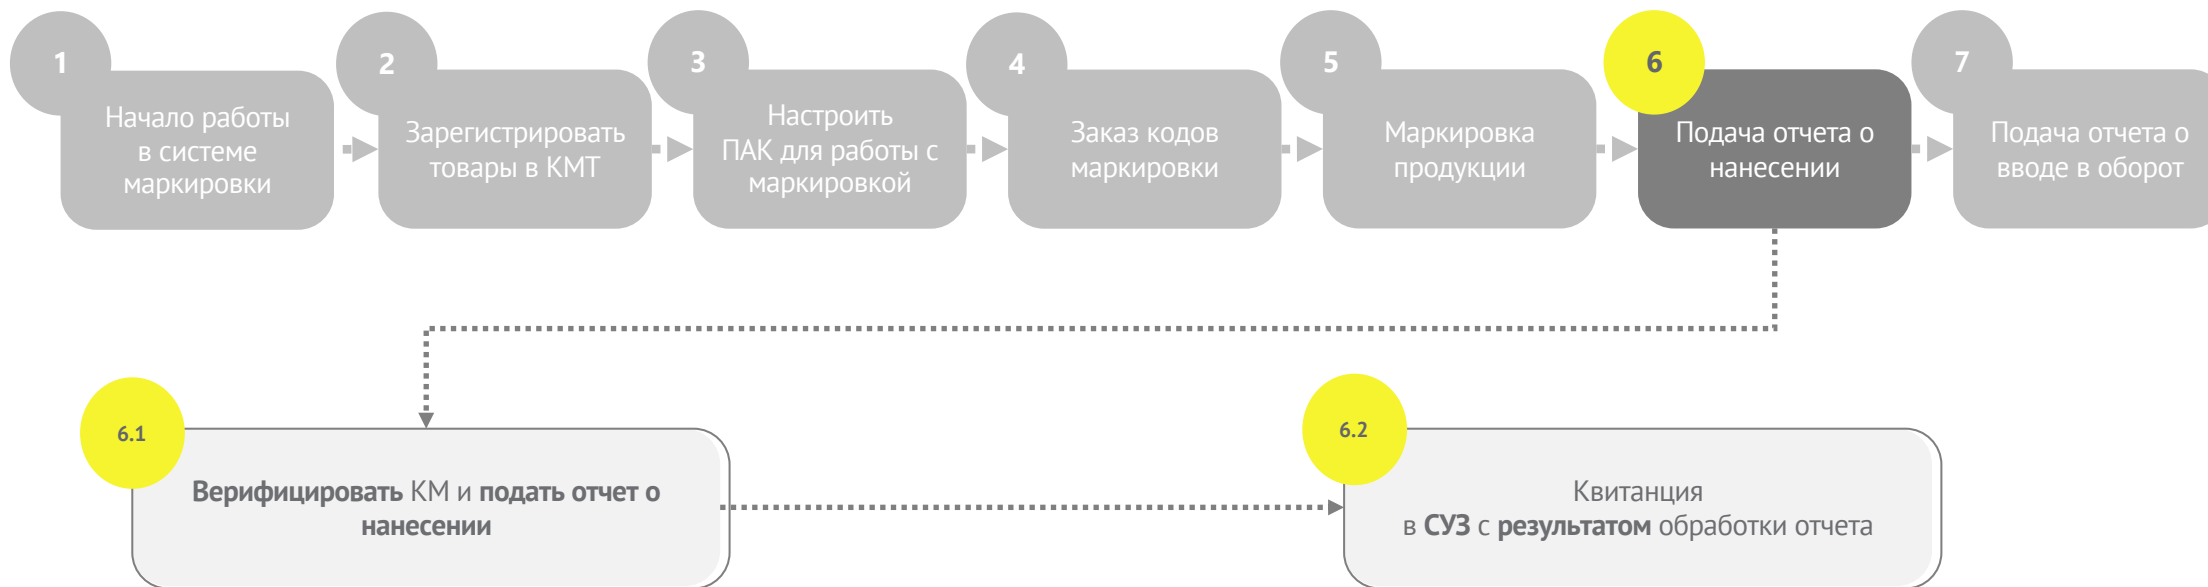 1
Начало работы
в системе
маркировки
2
Зарегистрировать
товары в КМТ
3
Настроить
ПАК для работы с
маркировкой
4
Заказ кодов
маркировки
5
Маркировка
продукции
6
Подача отчета о
нанесении
7
Подача отчета о
вводе в оборот
6.1
Верифицировать КМ и подать отчет о
нанесении
6.2
Квитанция
в СУЗ с результатом обработки отчета